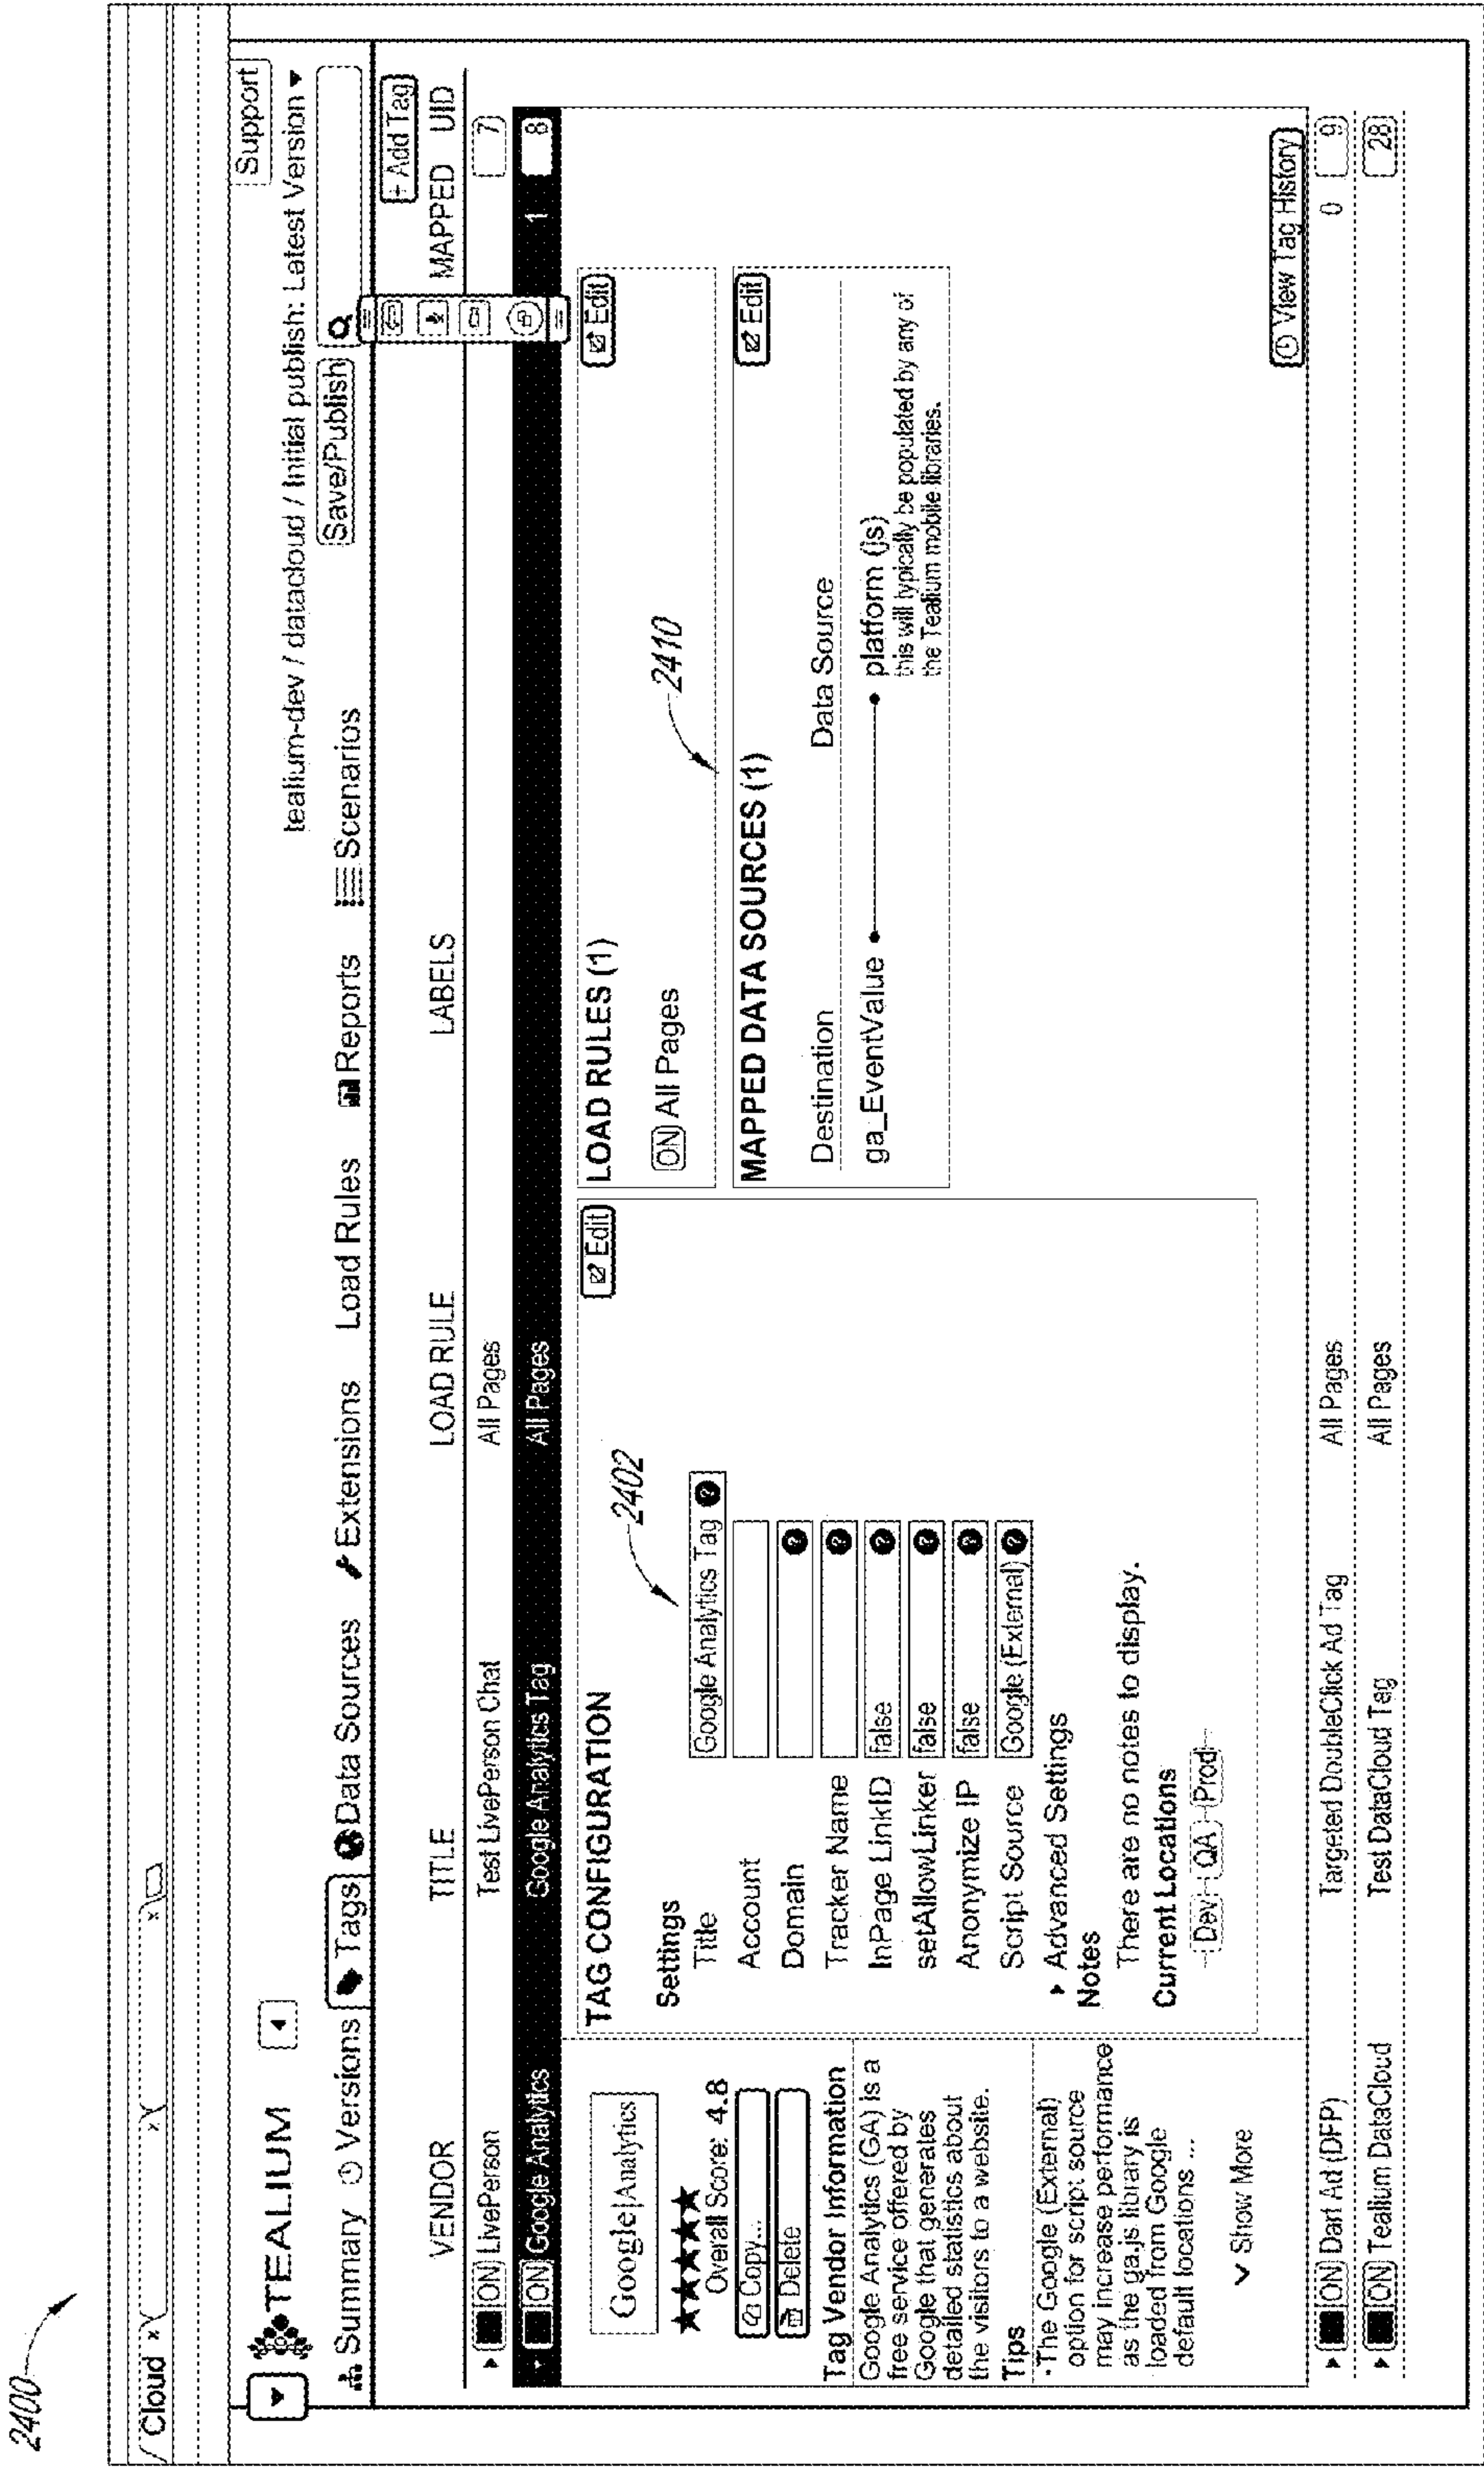 2400
Cloud x
x
x
TEALIUM
Support
tealium-dev / datacloud / Initial publish: Latest Version
Summary Versions Tags Data Sources Extensions Load Rules Reports Scenarios Save/Publish
+ Add Tag
VENDOR TITLE LOAD RULE LABELS MAPPED UID
ON LivePerson Test LivePerson Chat All Pages 7
ON Google Analytics Google Analytics Tag All Pages 1 8
Google Analytics
Overall Score: 4.8
Copy...
Delete
Tag Vendor Information
Google Analytics (GA) is a
free service offered by
Google that generates
detailed statistics about
the visitors to a website.
Tips
·The Google (External)
option for script source
may increase performance
as the ga.js library is
loaded from Google
default locations ...
Show More
TAG CONFIGURATION
Edit
2402
Settings
Title Google Analytics Tag ?
Account
Domain ?
Tracker Name ?
InPage LinkID false ?
setAllowLinker false ?
Anonymize IP false ?
Script Source Google (External) ?
Advanced Settings
Notes
There are no notes to display.
Current Locations
Dev QA Prod
LOAD RULES (1)
Edit
ON All Pages
2410
MAPPED DATA SOURCES (1)
Edit
Destination Data Source
ga_EventValue platform (js)
this will typically be populated by any of
the Tealium mobile libraries.
View Tag History
ON Dart Ad (DFP) Targeted DoubleClick Ad Tag All Pages 0 9
ON Tealium DataCloud Test DataCloud Tag All Pages 28